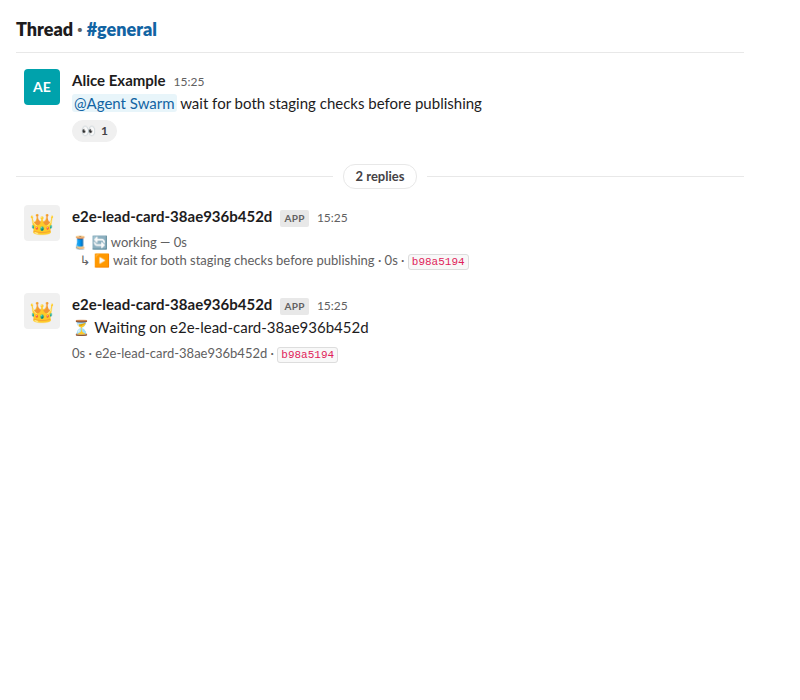 Thread • #general
AE
Alice Example 15:25
@Agent Swarm wait for both staging checks before publishing
👀 1
2 replies
e2e-lead-card-38ae936b452d APP 15:25
🧵 🔄 working — 0s
↳ ▶️ wait for both staging checks before publishing · 0s · b98a5194
e2e-lead-card-38ae936b452d APP 15:25
⏳ Waiting on e2e-lead-card-38ae936b452d
0s · e2e-lead-card-38ae936b452d · b98a5194